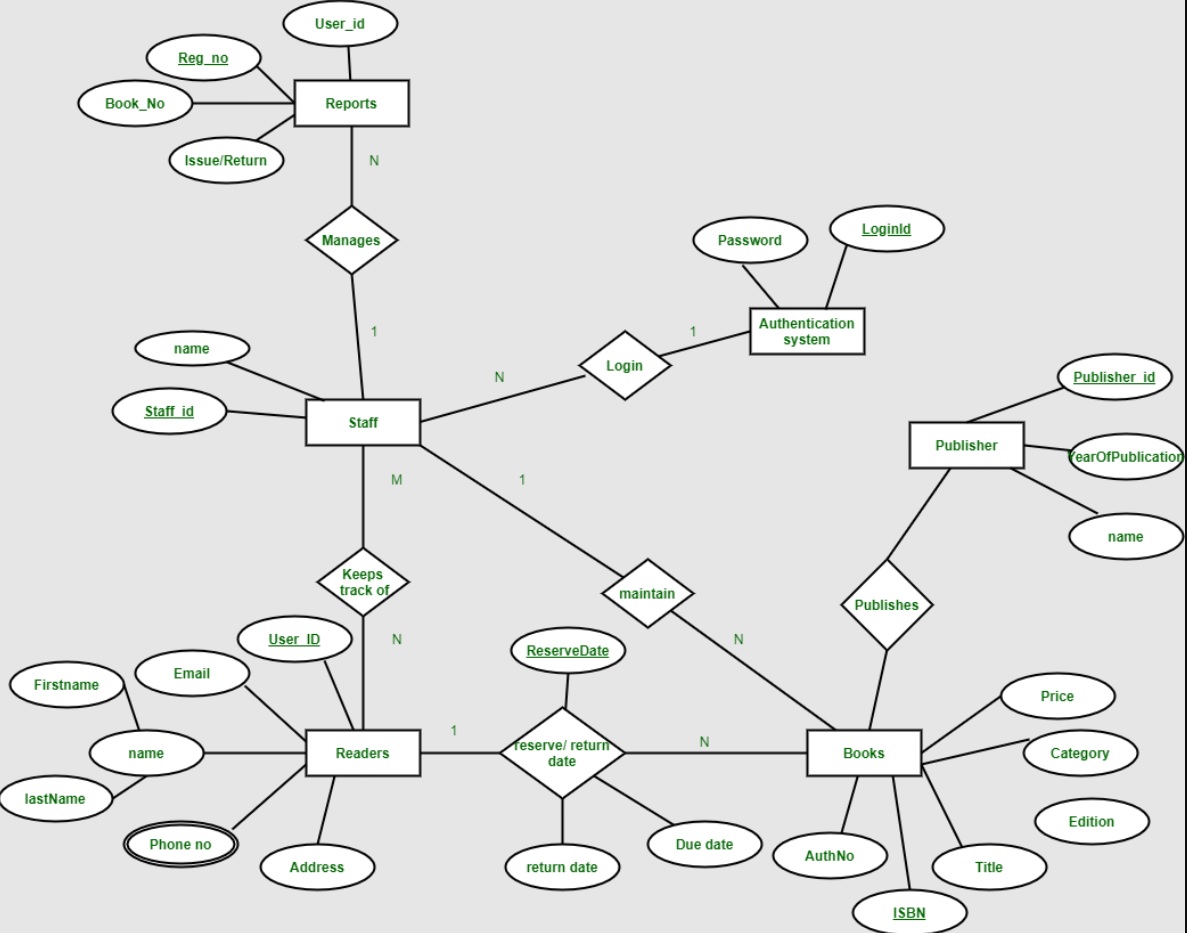 User_id
Reg_no
Book_No
Reports
Issue/Return
N
Manages
Password
LoginId
1
Authentication
system
1
name
Login
N
Staff_id
Staff
Publisher_id
Publisher
YearOfPublication
name
M
1
Keeps
track of
maintain
Publishes
User_ID
N
N
ReserveDate
Email
Firstname
name
Readers
1
reserve/ return
date
N
Books
Price
Category
lastName
Phone no
Address
return date
Due date
AuthNo
Title
Edition
ISBN